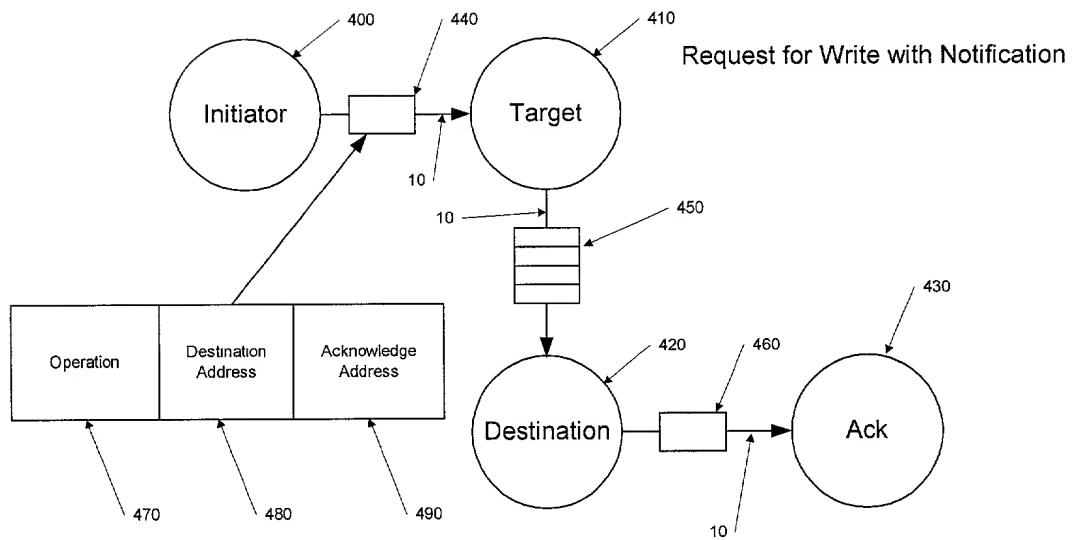 400
440
410
Request for Write with Notification
Initiator
Target
10
10
450
430
Operation
Destination
Address
Acknowledge
Address
420
460
Destination
Ack
470
480
490
10